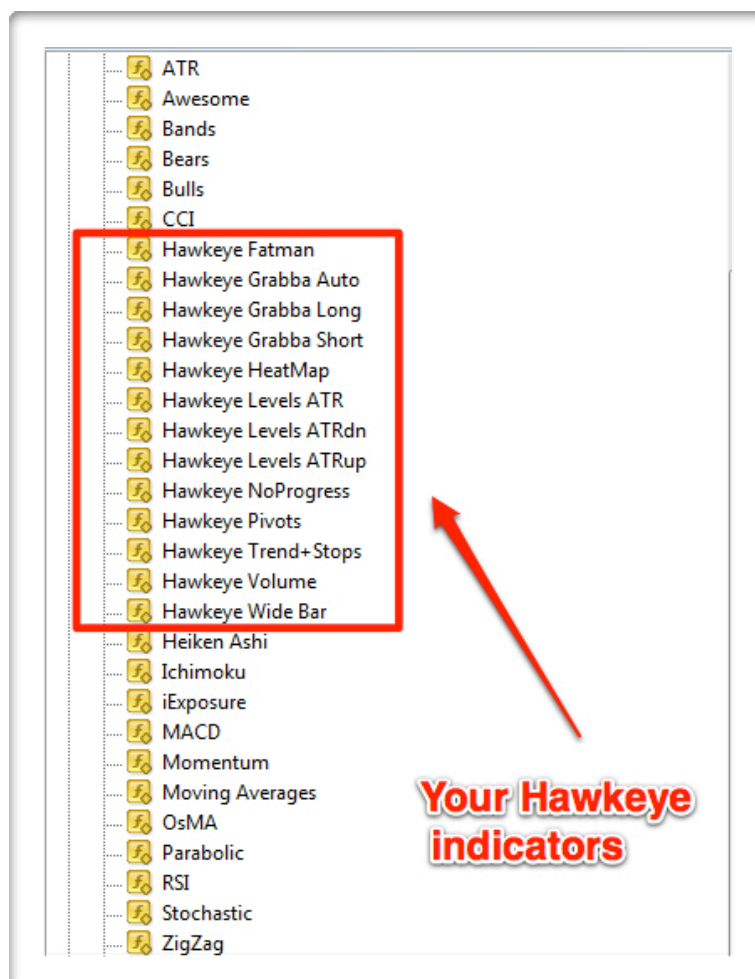 ATR
Awesome
Bands
Bears
Bulls
CCI
Hawkeye Fatman
Hawkeye Grabba Auto
Hawkeye Grabba Long
Hawkeye Grabba Short
Hawkeye HeatMap
Hawkeye Levels ATR
Hawkeye Levels ATRdn
Hawkeye Levels ATRup
Hawkeye NoProgress
Hawkeye Pivots
Hawkeye Trend+Stops
Hawkeye Volume
Hawkeye Wide Bar
Heiken Ashi
Ichimoku
iExposure
MACD
Momentum
Moving Averages
OsMA
Parabolic
RSI
Stochastic
ZigZag
Your Hawkeye
indicators